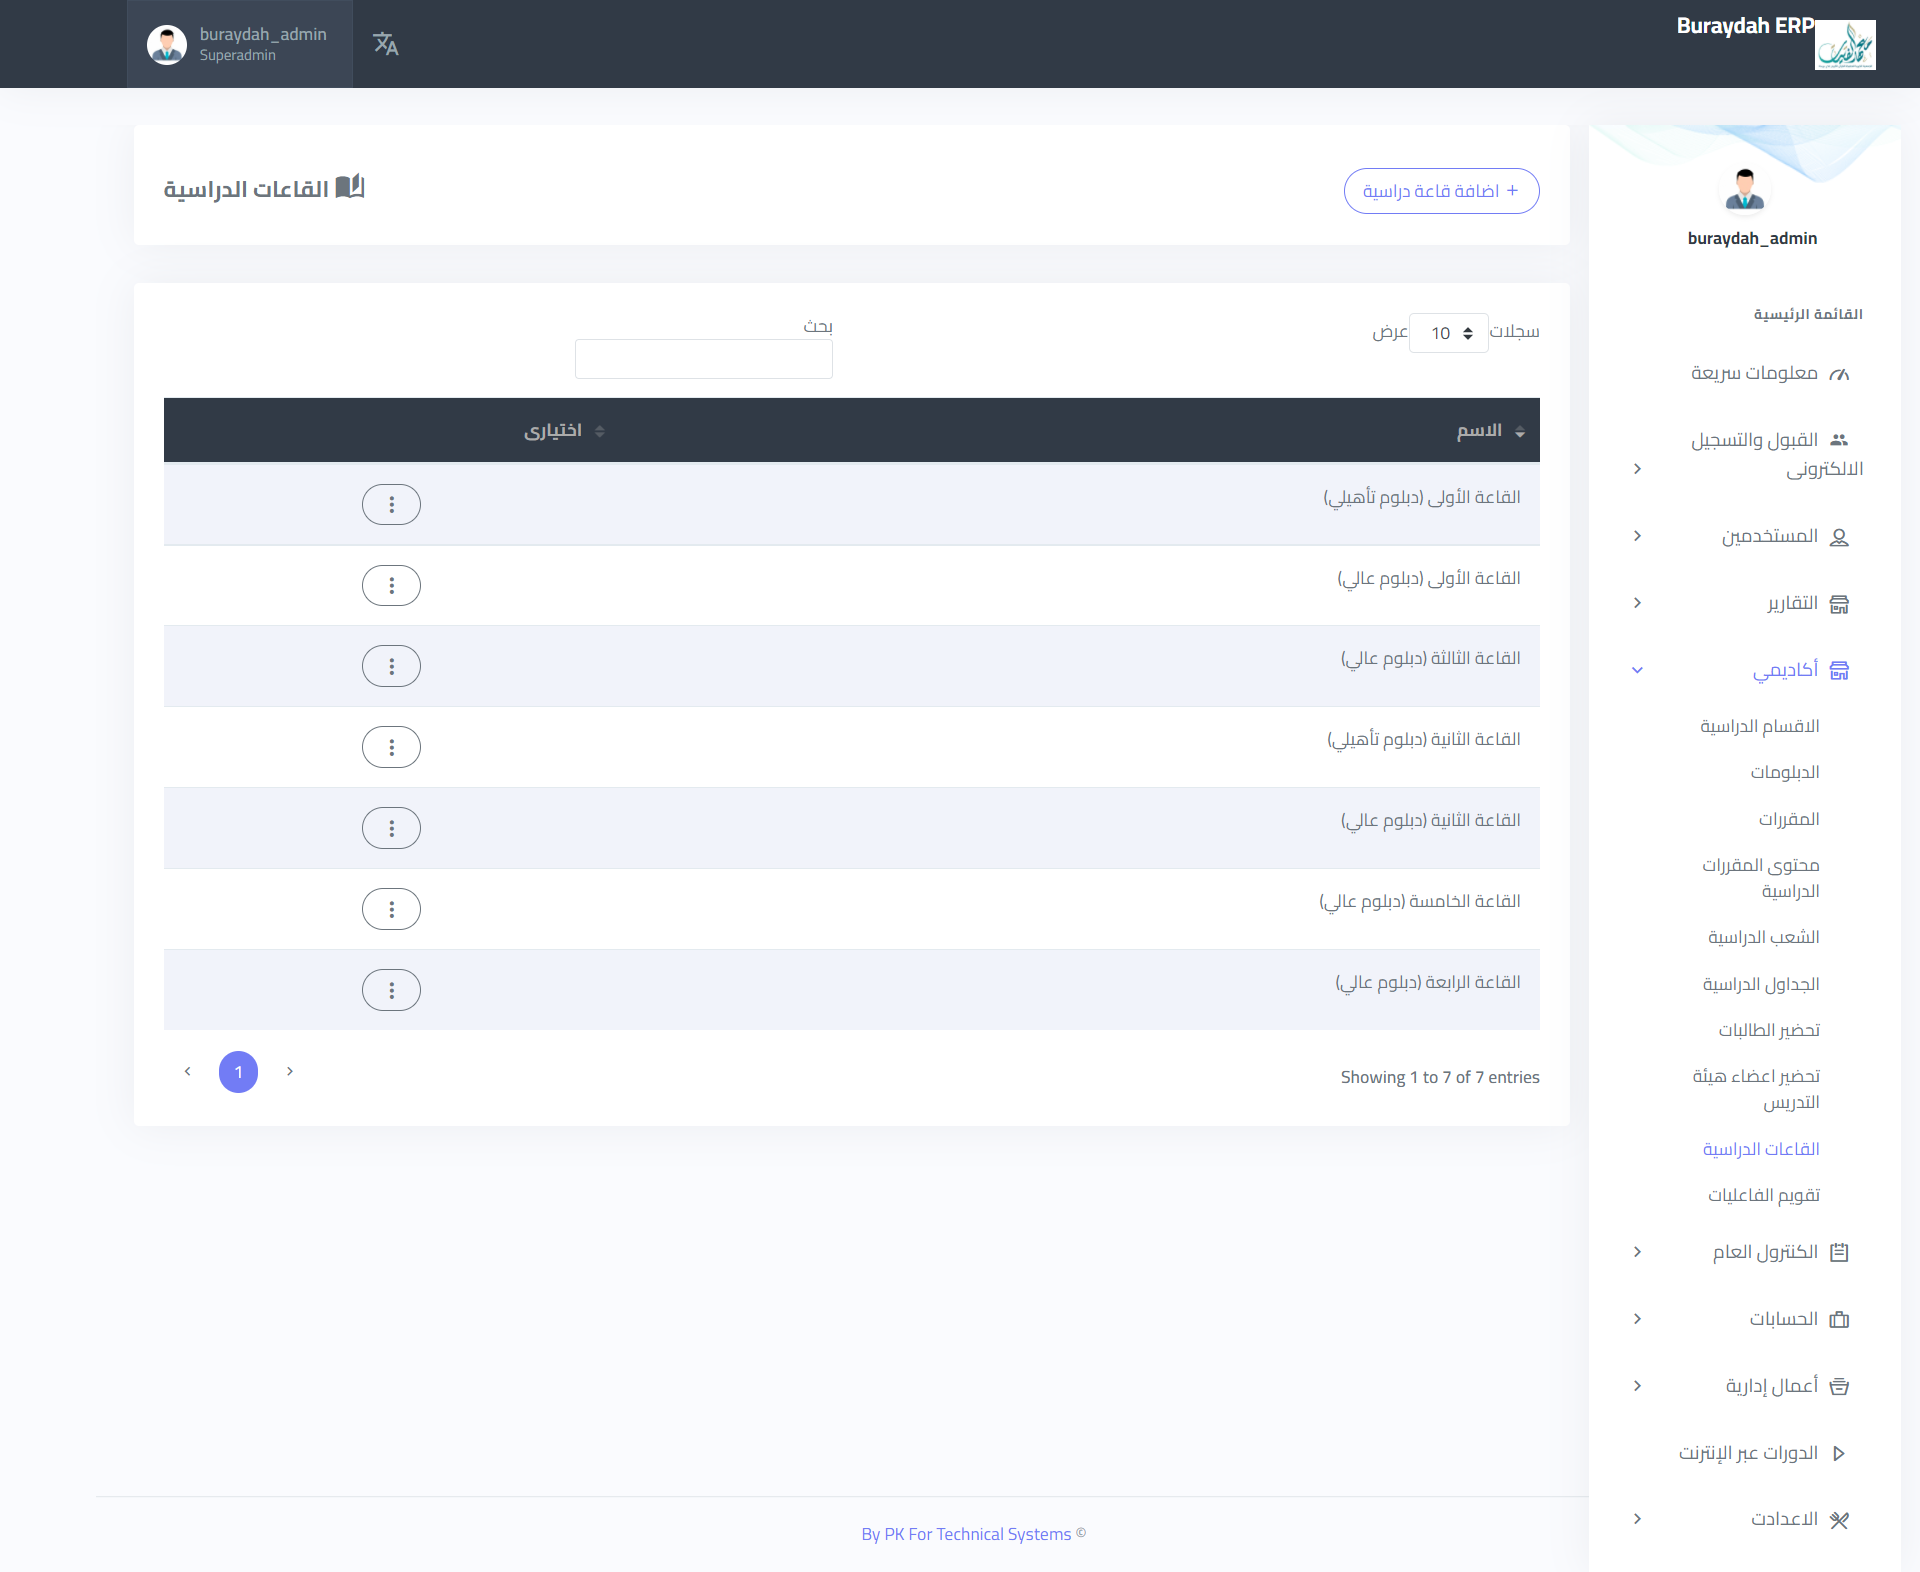 Buraydah ERP
buraydah_admin
Superadmin
buraydah_admin
القائمة الرئيسية
معلومات سريعة
القبول والتسجيل
الالكترونى
المستخدمين
التقارير
أكاديمي
الاقسام الدراسية
الدبلومات
المقررات
محتوى المقررات
الدراسية
الشعب الدراسية
الجداول الدراسية
تحضير الطالبات
تحضير اعضاء هيئة
التدريس
القاعات الدراسية
تقويم الفاعليات
الكنترول العام
الحسابات
أعمال إدارية
الدورات عبر الإنترنت
الاعدادت
+ اضافة قاعة دراسية
القاعات الدراسية
سجلات 10 عرض
بحث
الاسم
اختيارى
القاعة الأولى (دبلوم تأهيلي)
القاعة الأولى (دبلوم عالي)
القاعة الثالثة (دبلوم عالي)
القاعة الثانية (دبلوم تأهيلي)
القاعة الثانية (دبلوم عالي)
القاعة الخامسة (دبلوم عالي)
القاعة الرابعة (دبلوم عالي)
Showing 1 to 7 of 7 entries
1
By PK For Technical Systems ©